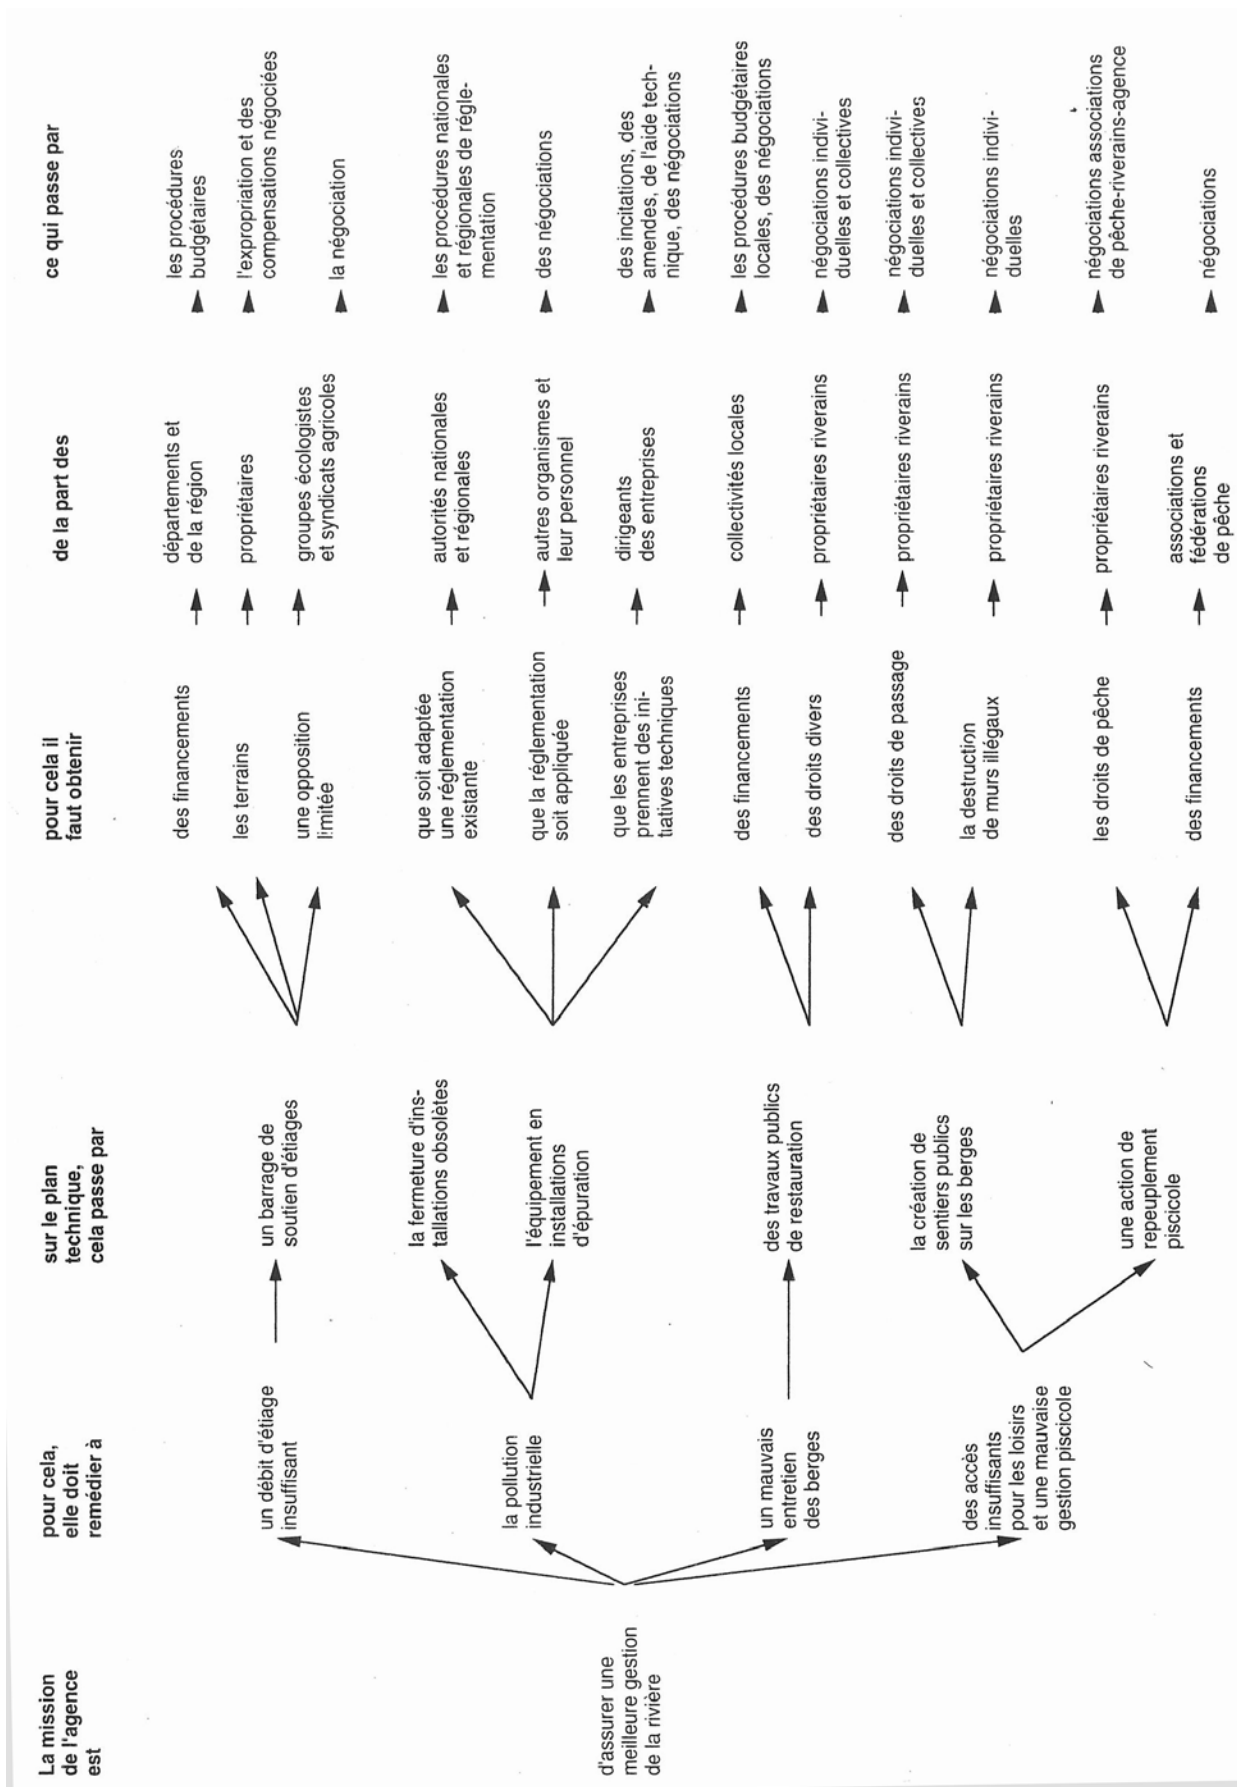 La mission
de l'agence
est
pour cela,
elle doit
remédier à
sur le plan
technique,
cela passe par
pour cela il
faut obtenir
de la part des
ce qui passe par
d'assurer une
meilleure gestion
de la rivière
un débit d'étiage
insuffisant
un barrage de
soutien d'étiages
des financements
départements et
de la région
les procédures
budgétaires
les terrains
propriétaires
l'expropriation et des
compensations négociées
une opposition
limitée
groupes écologistes
et syndicats agricoles
la négociation
la pollution
industrielle
la fermeture d'ins-
tallations obsolètes
l'équipement en
installations
d'épuration
que soit adaptée
une réglementation
existante
autorités nationales
et régionales
les procédures nationales
et régionales de régle-
mentation
que la réglementation
soit appliquée
autres organismes et
leur personnel
des négociations
que les entreprises
prennent des ini-
tiatives techniques
dirigeants
des entreprises
des incitations, des
amendes, de l'aide tech-
nique, des négociations
un mauvais
entretien
des berges
des travaux publics
de restauration
des financements
collectivités locales
les procédures budgétaires
locales, des négociations
des droits divers
propriétaires riverains
négociations indivi-
duelles et collectives
des accès
insuffisants
pour les loisirs
et une mauvaise
gestion piscicole
la création de
sentiers publics
sur les berges
des droits de passage
propriétaires riverains
négociations indivi-
duelles et collectives
la destruction
de murs illégaux
propriétaires riverains
négociations indivi-
duelles
une action de
repeuplement
piscicole
les droits de pêche
propriétaires riverains
négociations associations
de pêche-riverains-agence
des financements
associations et
fédérations
de pêche
négociations